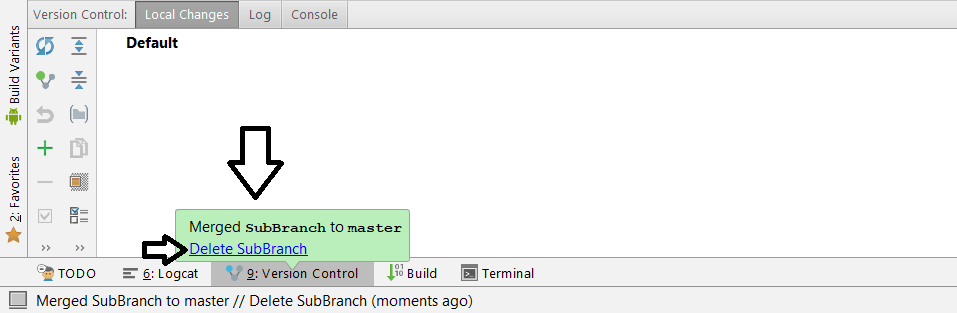 Version Control: Local Changes Log Console
Default
Build Variants
2: Favorites
>> >>
Merged SubBranch to master
Delete SubBranch
TODO 6: Logcat 9: Version Control Build Terminal
Merged SubBranch to master // Delete SubBranch (moments ago)